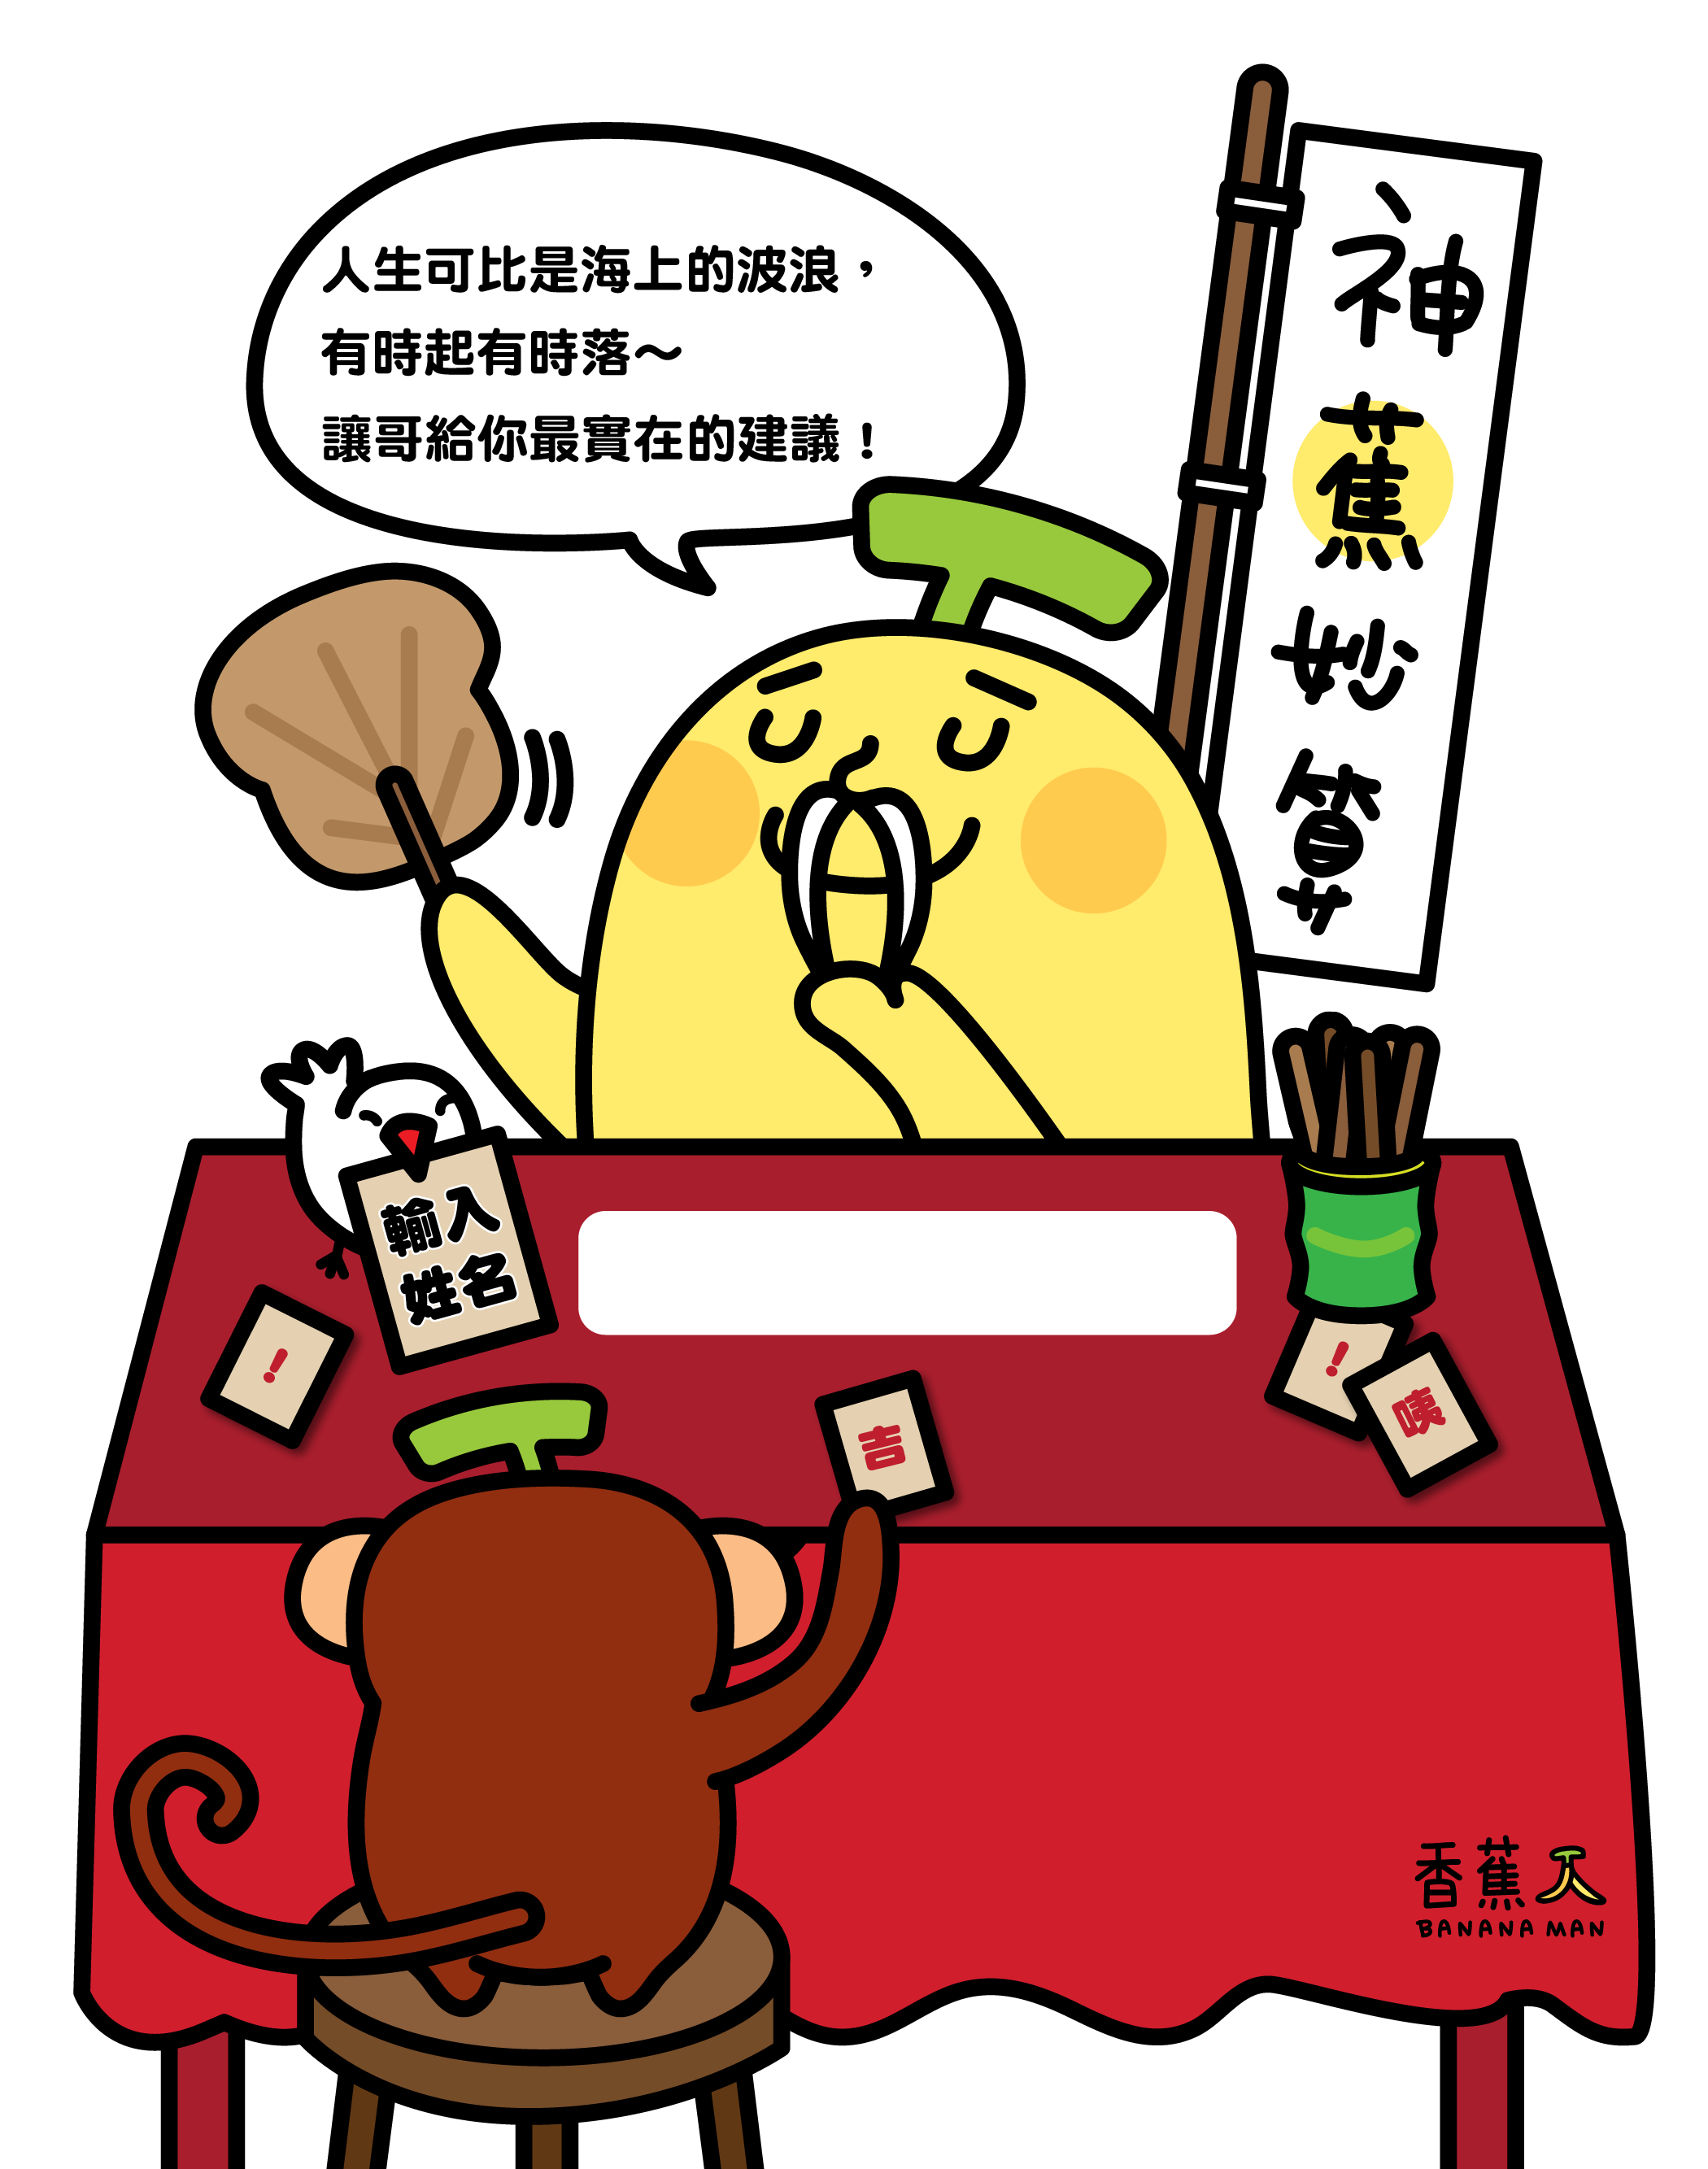 人生可比是海上的波浪，
有時起有時落～
讓哥給你最實在的建議！
神蕉妙算
輸入
姓名
！
吉
！
咦
香蕉人
BANANA MAN